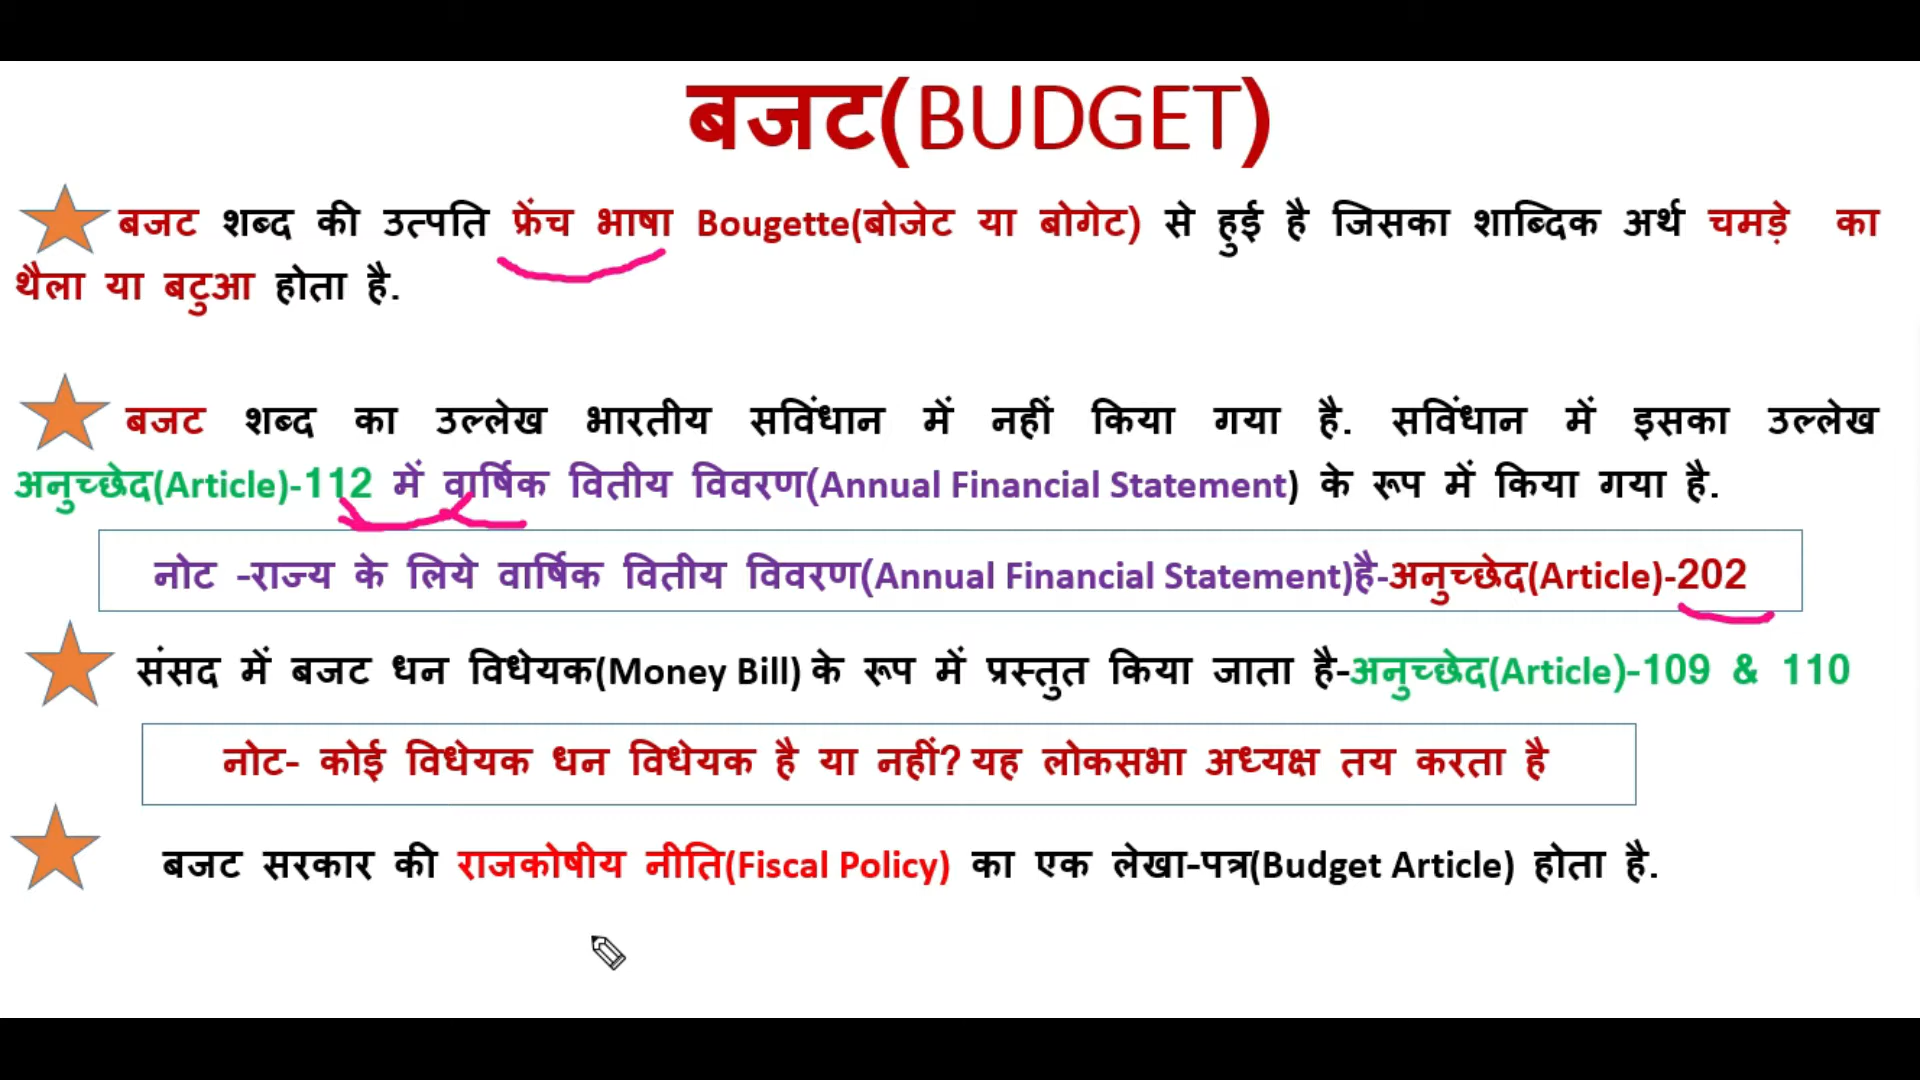 बजट(BUDGET)
बजट शब्द की उत्पति फ्रेंच भाषा Bougette(बोजेट या बोगेट) से हुई है जिसका शाब्दिक अर्थ चमड़े का
थैला या बटुआ होता है.
बजट शब्द का उल्लेख भारतीय सविंधान में नहीं किया गया है. सविंधान में इसका उल्लेख
अनुच्छेद(Article)-112 में वार्षिक वितीय विवरण(Annual Financial Statement) के रूप में किया गया है.
नोट -राज्य के लिये वार्षिक वितीय विवरण(Annual Financial Statement)है-अनुच्छेद(Article)-202
संसद में बजट धन विधेयक(Money Bill) के रूप में प्रस्तुत किया जाता है-अनुच्छेद(Article)-109 & 110
नोट- कोई विधेयक धन विधेयक है या नहीं? यह लोकसभा अध्यक्ष तय करता है
बजट सरकार की राजकोषीय नीति(Fiscal Policy) का एक लेखा-पत्र(Budget Article) होता है.